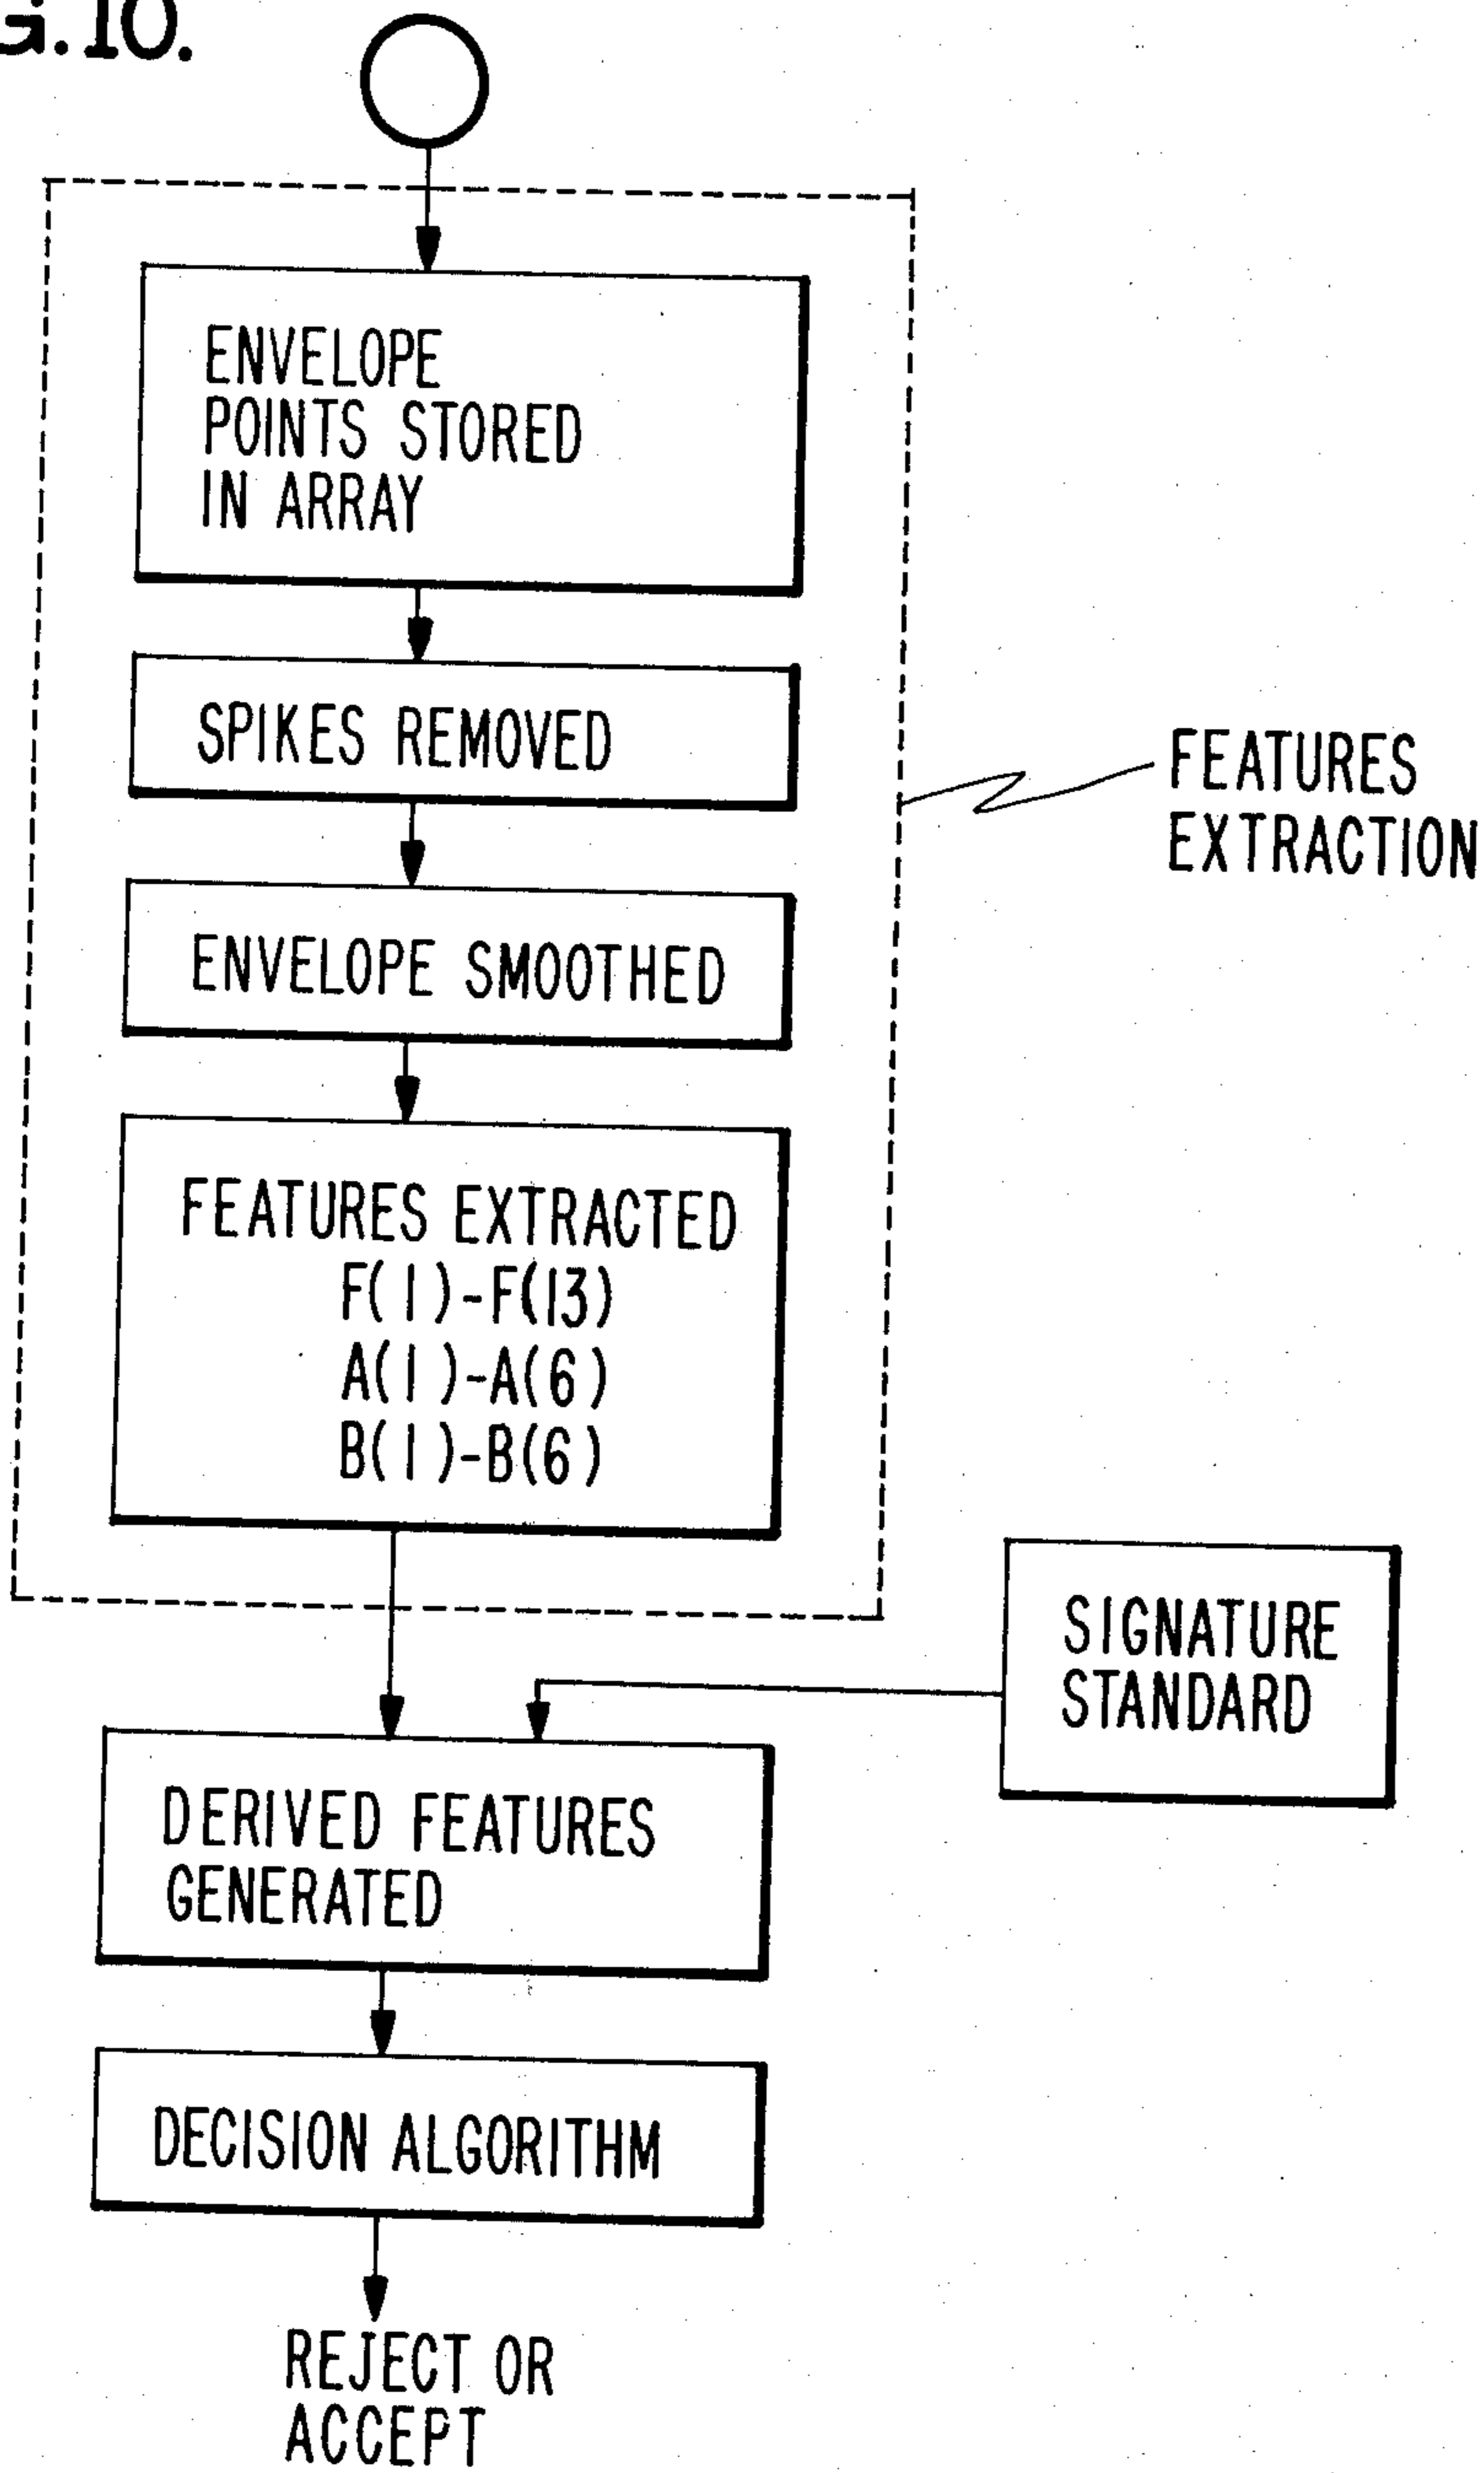 G.10.
ENVELOPE
POINTS STORED
IN ARRAY
SPIKES REMOVED
FEATURES
EXTRACTION
ENVELOPE SMOOTHED
FEATURES EXTRACTED
F(1)-F(13)
A(1)-A(6)
B(1)-B(6)
SIGNATURE
STANDARD
DERIVED FEATURES
GENERATED
DECISION ALGORITHM
REJECT OR
ACCEPT